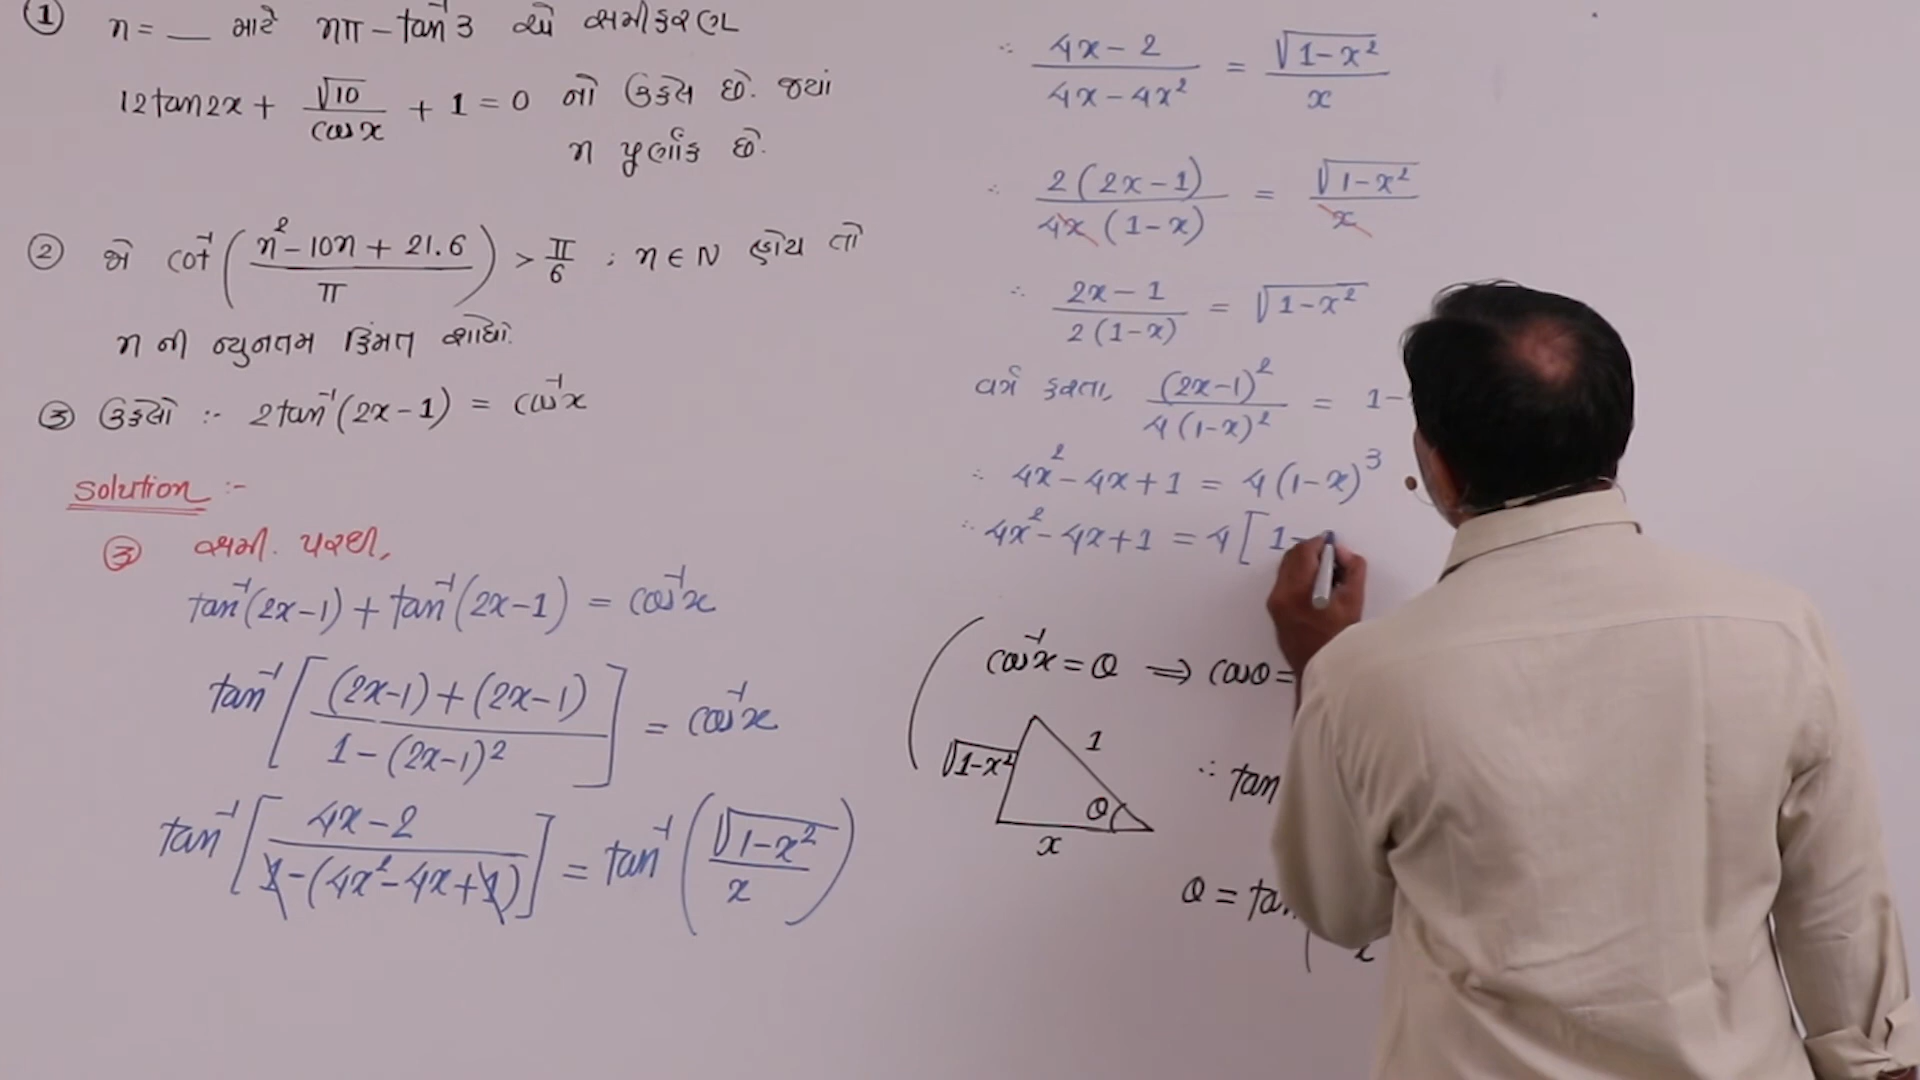 ① n = __ માટે nπ - tan⁻¹3 એ સમીકરણ
12tan2x + √10/cosx + 1 = 0 નો ઉકેલ છે. જ્યાં
n પુર્ણાંક છે.
② જો cot⁻¹((n² - 10n + 21.6)/π) > π/6 ; n ∈ N હોય તો
n ની ન્યુનતમ કિંમત શોધો.
③ ઉકેલો :- 2tan⁻¹(2x-1) = cos⁻¹x
Solution :-
③ સમી. પરથી,
tan⁻¹(2x-1) + tan⁻¹(2x-1) = cos⁻¹x
tan⁻¹[((2x-1)+(2x-1))/(1-(2x-1)²)] = cos⁻¹x
tan⁻¹[(4x-2)/(1-(4x²-4x+1))] = tan⁻¹(√(1-x²)/x)
∴ (4x-2)/(4x-4x²) = √(1-x²)/x
∴ 2(2x-1)/(4x(1-x)) = √(1-x²)/x
∴ (2x-1)/(2(1-x)) = √(1-x²)
વર્ગ કરતા, (2x-1)²/(4(1-x)²) = 1-
∴ 4x²-4x+1 = 4(1-x)³
∴ 4x²-4x+1 = 4[1-
cos⁻¹x = θ ⇒ cosθ =
√1-x² 1
∴ tan
θ
x
θ = tan